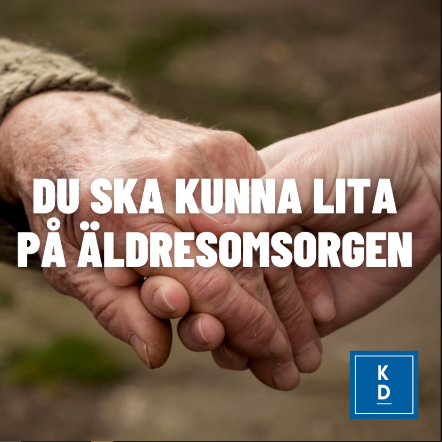 DU SKA KUNNA LITA
PÅ ÄLDRESOMSORGEN
K
D